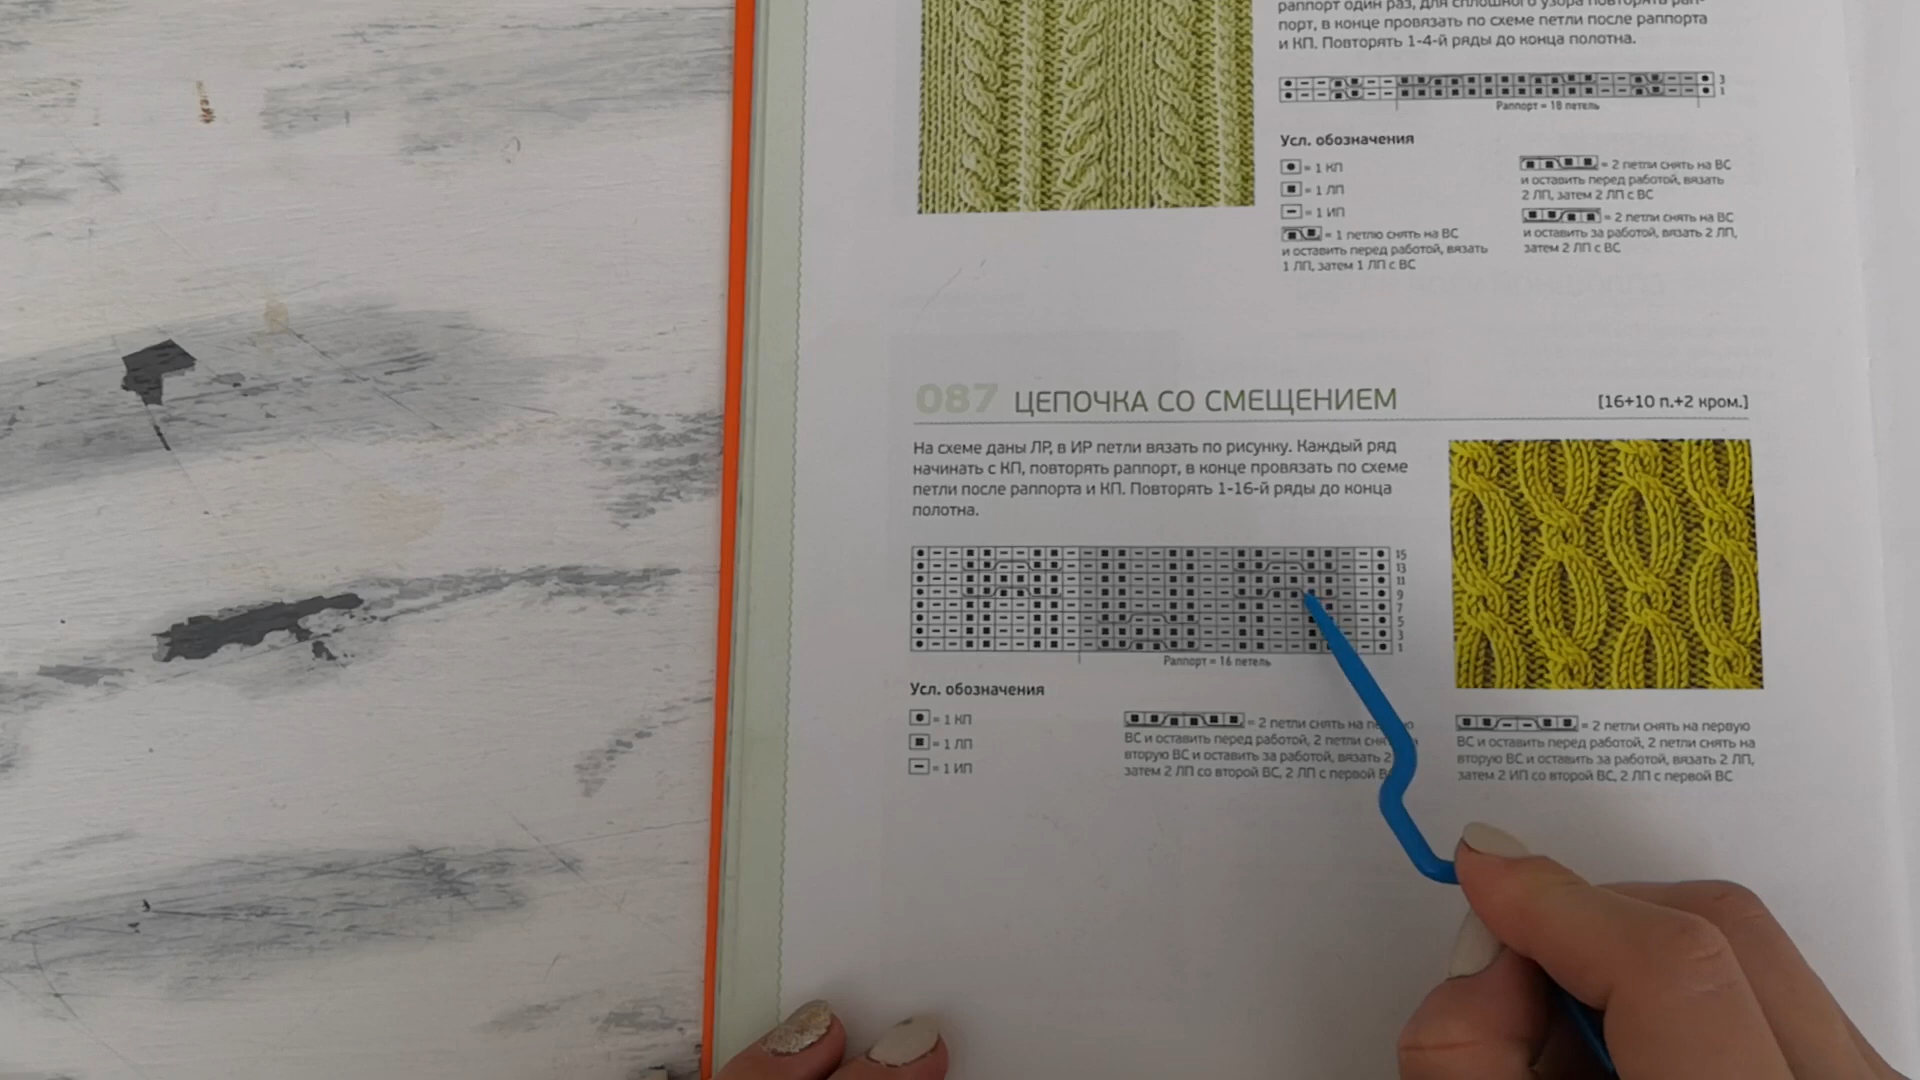 раппорт один раз, для сплошного узора повторять рап-
порт, в конце провязать по схеме петли после раппорта
и КП. Повторять 1-4-й ряды до конца полотна.
3
1
Раппорт = 18 петель
Усл. обозначения
= 1 КП
= 1 ЛП
= 1 ИП
= 1 петлю снять на ВС
и оставить перед работой, вязать
1 ЛП, затем 1 ЛП с ВС
= 2 петли снять на ВС
и оставить перед работой, вязать
2 ЛП, затем 2 ЛП с ВС
= 2 петли снять на ВС
и оставить за работой, вязать 2 ЛП,
затем 2 ЛП с ВС
087 ЦЕПОЧКА СО СМЕЩЕНИЕМ [16+10 п.+2 кром.]
На схеме даны ЛР, в ИР петли вязать по рисунку. Каждый ряд
начинать с КП, повторять раппорт, в конце провязать по схеме
петли после раппорта и КП. Повторять 1-16-й ряды до конца
полотна.
15
13
11
9
7
5
3
1
Раппорт = 16 петель
Усл. обозначения
= 1 КП
= 1 ЛП
= 1 ИП
= 2 петли снять на
ВС и оставить перед работой, 2 петли
вторую ВС и оставить за работой, вязать 2
затем 2 ЛП со второй ВС, 2 ЛП с первой
= 2 петли снять на первую
ВС и оставить перед работой, 2 петли снять на
вторую ВС и оставить за работой, вязать 2 ЛП,
затем 2 ИП со второй ВС, 2 ЛП с первой ВС